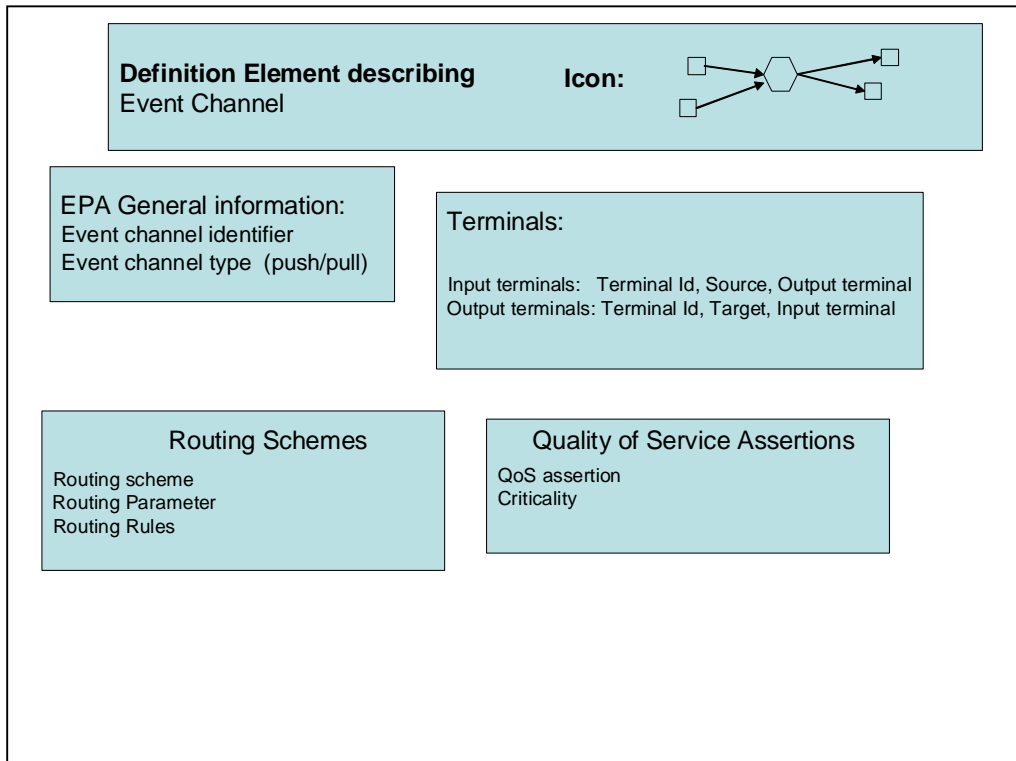 Definition Element describing
Event Channel
Icon:
EPA General information:
Event channel identifier
Event channel type (push/pull)
Terminals:
Input terminals: Terminal Id, Source, Output terminal
Output terminals: Terminal Id, Target, Input terminal
Routing Schemes
Routing scheme
Routing Parameter
Routing Rules
Quality of Service Assertions
QoS assertion
Criticality